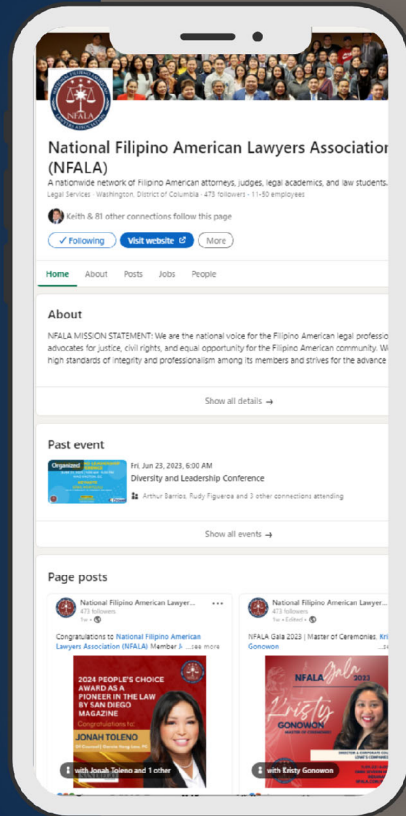 NFALA
National Filipino American Lawyers Association
(NFALA)
A nationwide network of Filipino American attorneys, judges, legal academics, and law students.
Legal Services · Washington, District of Columbia · 473 followers · 11-50 employees
Keith & 81 other connections follow this page
✓ Following
Visit website
More
Home About Posts Jobs People
About
NFALA MISSION STATEMENT: We are the national voice for the Filipino American legal professio
advocates for justice, civil rights, and equal opportunity for the Filipino American community. We
high standards of integrity and professionalism among its members and strives for the advance
Show all details →
Past event
Organized
Fri, Jun 23, 2023, 6:00 AM
Diversity and Leadership Conference
Arthur Barrios, Rudy Figueroa and 3 other connections attending
Show all events →
Page posts
National Filipino American Lawyer...
473 followers
1w •
Congratulations to National Filipino American
Lawyers Association (NFALA) Member J- ...see more
2024 PEOPLE'S CHOICE
AWARD AS A
PIONEER IN THE LAW
BY SAN DIEGO
MAGAZINE
Congratulations to:
JONAH TOLENO
with Jonah Toleno and 1 other
National Filipino American Lawyer...
473 followers
1w • Edited •
NFALA Gala 2023 | Master of Ceremonies, Kri
Gonowon
NFALA Gala 2023
Kristy
GONOWON
MASTER OF CEREMONIES
with Kristy Gonowon